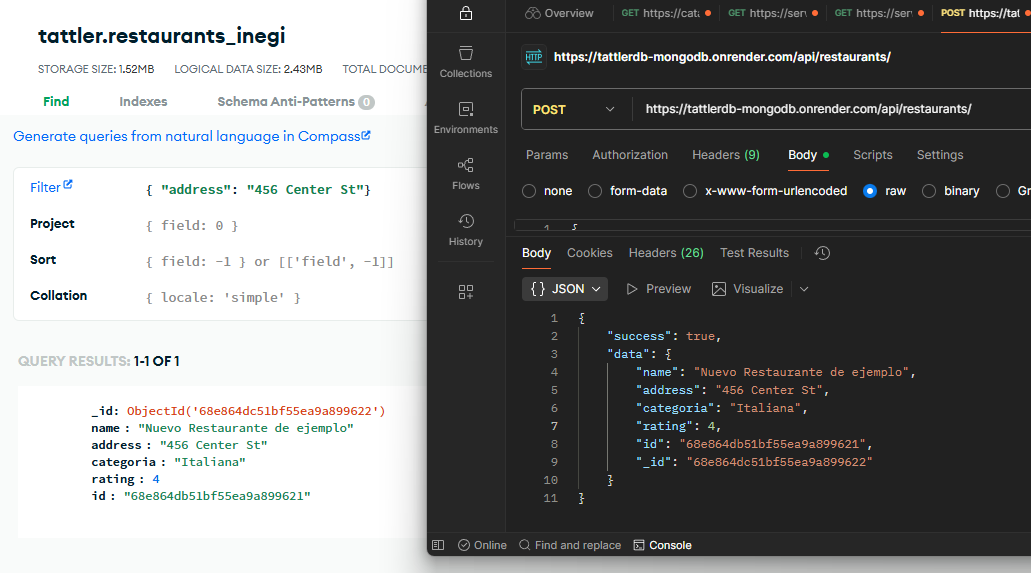 tattler.restaurants_inegi
STORAGE SIZE: 1.52MB LOGICAL DATA SIZE: 2.43MB TOTAL DOCUME
Find Indexes Schema Anti-Patterns 0
Generate queries from natural language in Compass
Filter { "address": "456 Center St"}
Project { field: 0 }
Sort { field: -1 } or [['field', -1]]
Collation { locale: 'simple' }
QUERY RESULTS: 1-1 OF 1
_id: ObjectId('68e864dc51bf55ea9a899622')
name : "Nuevo Restaurante de ejemplo"
address : "456 Center St"
categoria : "Italiana"
rating : 4
id : "68e864db51bf55ea9a899621"
Collections
Environments
Flows
History
Overview GET https://cata GET https://serv GET https://serv POST https://tatt
HTTP https://tattlerdb-mongodb.onrender.com/api/restaurants/
POST https://tattlerdb-mongodb.onrender.com/api/restaurants/
Params Authorization Headers (9) Body Scripts Settings
none form-data x-www-form-urlencoded raw binary Gr
1 {
Body Cookies Headers (26) Test Results
{} JSON Preview Visualize
1 {
2 "success": true,
3 "data": {
4 "name": "Nuevo Restaurante de ejemplo",
5 "address": "456 Center St",
6 "categoria": "Italiana",
7 "rating": 4,
8 "id": "68e864db51bf55ea9a899621",
9 "_id": "68e864dc51bf55ea9a899622"
10 }
11 }
Online Find and replace Console